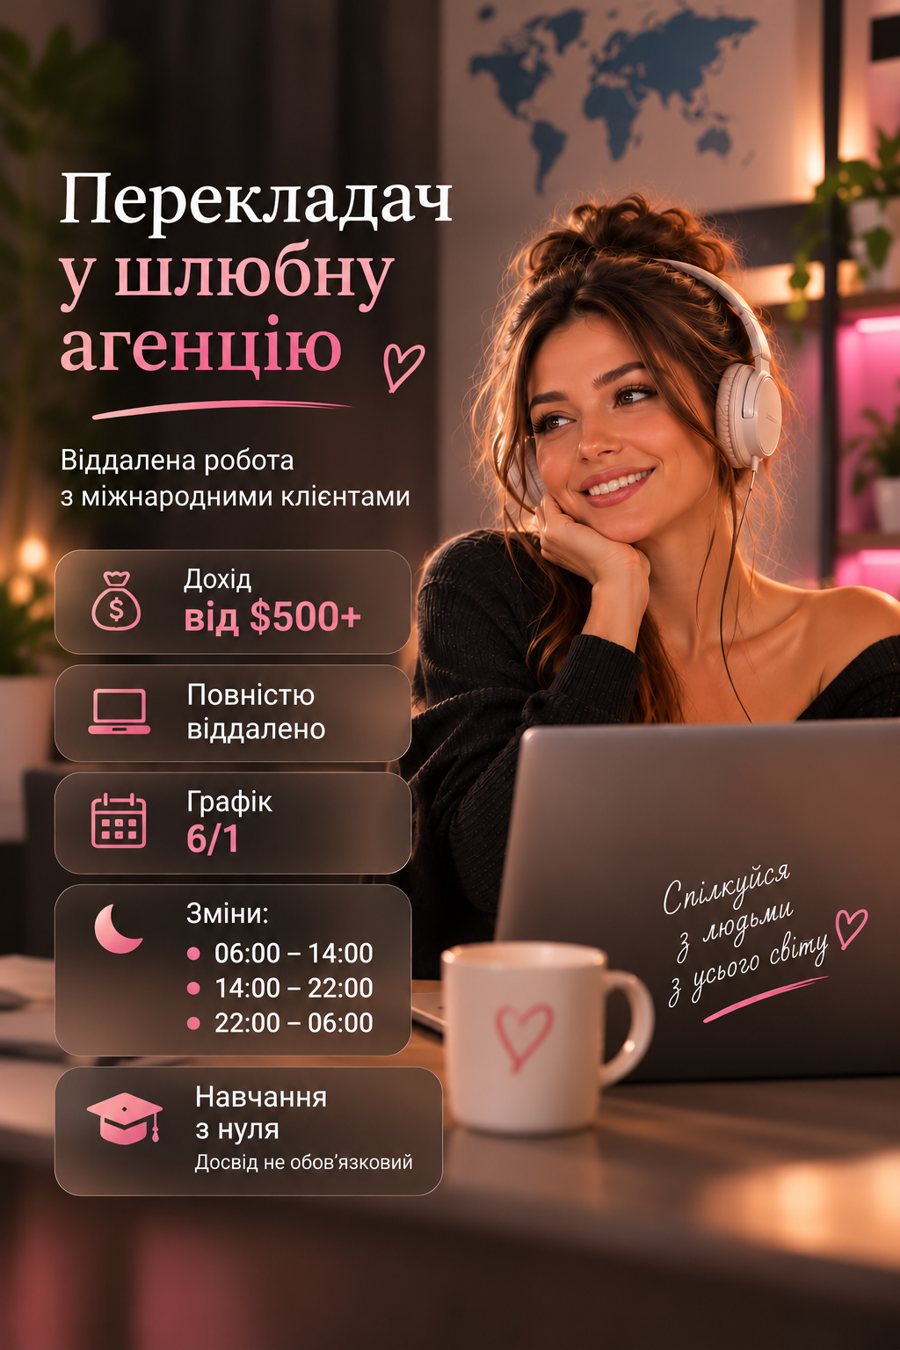 Перекладач
у шлюбну
агенцію
Віддалена робота
з міжнародними клієнтами
Дохід
від $500+
Повністю
віддалено
Графік
6/1
Зміни:
06:00 – 14:00
14:00 – 22:00
22:00 – 06:00
Навчання
з нуля
Досвід не обов'язковий
Спілкуйся
з людьми
з усього світу